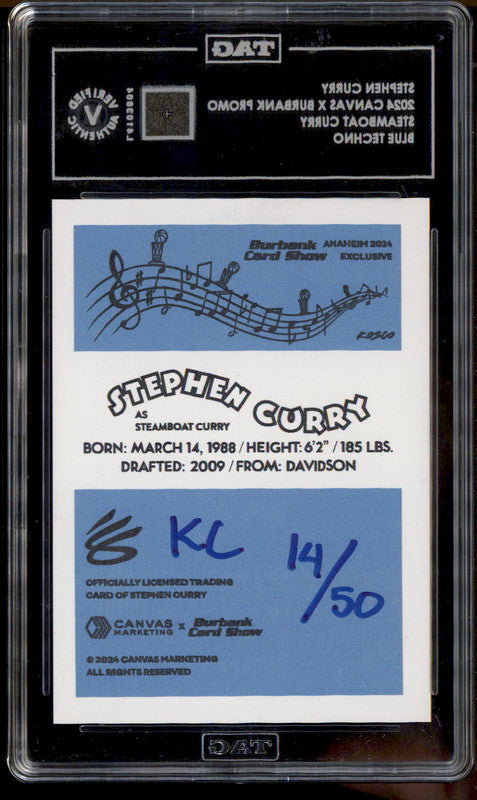 TAG
STEPHEN CURRY
2024 CANVAS X BURBANK PROMO
STEAMBOAT CURRY
BLUE TECHNO
VERIFIED
V
AUTHENTIC
Burbank
Card Show
ANAHEIM 2024
EXCLUSIVE
KOSGO
STEPHEN CURRY
AS
STEAMBOAT CURRY
BORN: MARCH 14, 1988 / HEIGHT: 6'2" / 185 LBS.
DRAFTED: 2009 / FROM: DAVIDSON
KC 14/50
OFFICIALLY LICENSED TRADING
CARD OF STEPHEN CURRY
CANVAS
MARKETING x Burbank
Card Show
© 2024 CANVAS MARKETING
ALL RIGHTS RESERVED
TAG